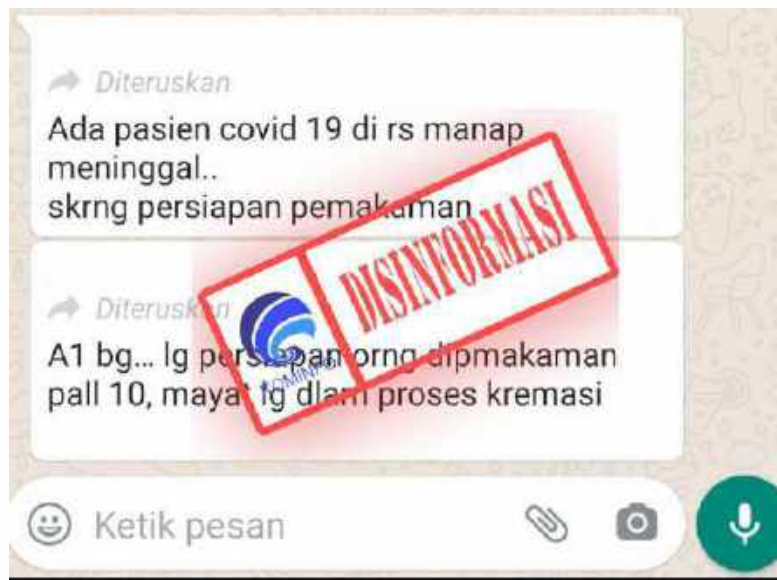 Diteruskan
Ada pasien covid 19 di rs manap
meninggal..
skrng persiapan pemakaman
DISINFORMASI
Diteruskan
KOMINFO
A1 bg... lg persiapan orng dipmakaman
pall 10, mayat lg dlam proses kremasi
Ketik pesan